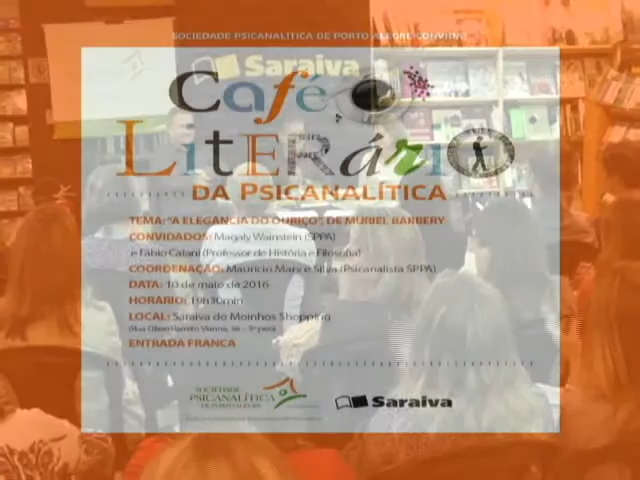 SOCIEDADE PSICANALÍTICA DE PORTO ALEGRE CONVIDA
Saraiva
Café
LiTERário
DA PSICANALÍTICA
TEMA: "A ELEGÂNCIA DO OURIÇO", DE MURIEL BARBERY
CONVIDADOS: Magaly Wainstein (SPPA)
e Fábio Catani (Professor de História e Filosofia)
COORDENAÇÃO: Maurício Marx e Silva (Psicanalista SPPA)
DATA: 10 de maio de 2016
HORÁRIO: 19h30min
LOCAL: Saraiva do Moinhos Shopping
(Rua Olavo Barreto Vianna, 36 – 3º piso)
ENTRADA FRANCA
SOCIEDADE
PSICANALÍTICA
DE PORTO ALEGRE
Saraiva